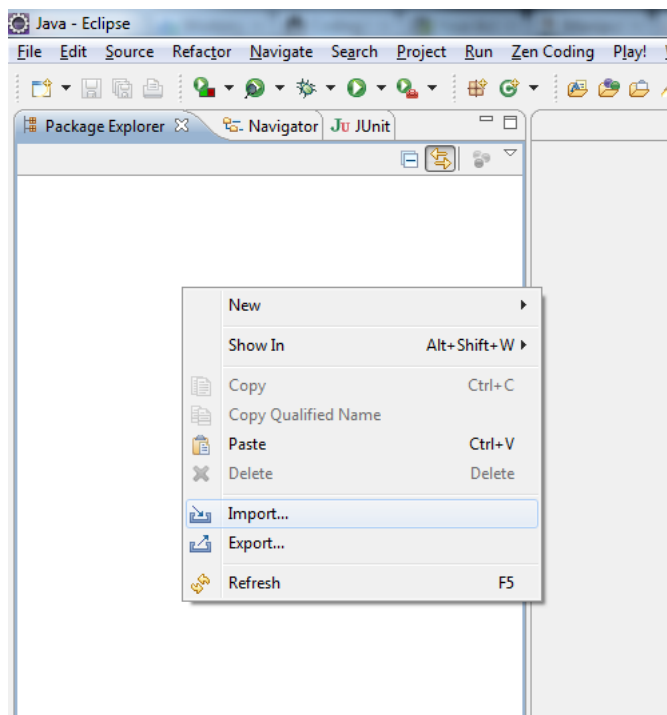 Java - Eclipse
File Edit Source Refactor Navigate Search Project Run Zen Coding Play!
Package Explorer Navigator Ju JUnit
New
Show In Alt+Shift+W
Copy Ctrl+C
Copy Qualified Name
Paste Ctrl+V
Delete Delete
Import...
Export...
Refresh F5